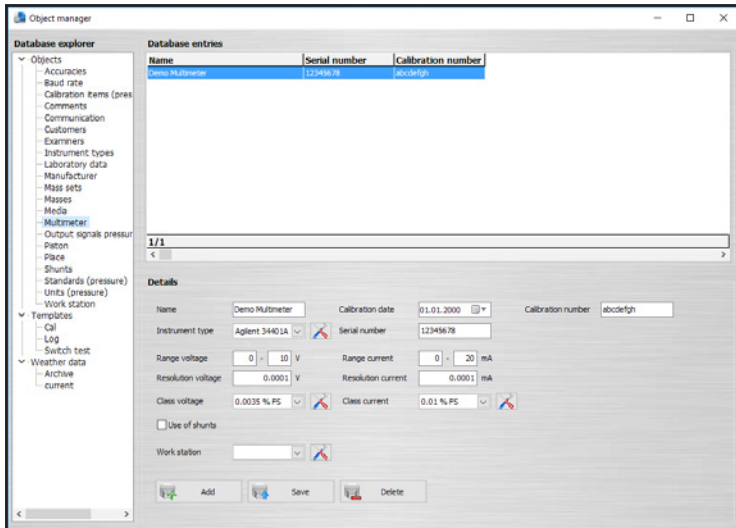 Object manager
Database explorer
Objects
Accuracies
Baud rate
Calibration items (pres
Comments
Communication
Customers
Examiners
Instrument types
Laboratory data
Manufacturer
Mass sets
Masses
Media
Multimeter
Output signals pressur
Piston
Place
Shunts
Standards (pressure)
Units (pressure)
Work station
Templates
Cal
Log
Switch test
Weather data
Archive
current
Database entries
Name Serial number Calibration number
Demo Multimeter 12345678 abcdefgh
1/1
Details
Name Demo Multimeter Calibration date 01.01.2000 Calibration number abcdefgh
Instrument type Agilent 34401A Serial number 12345678
Range voltage 0 - 10 V Range current 0 - 20 mA
Resolution voltage 0.0001 V Resolution current 0.0001 mA
Class voltage 0.0035 % FS Class current 0.01 % FS
Use of shunts
Work station
Add Save Delete